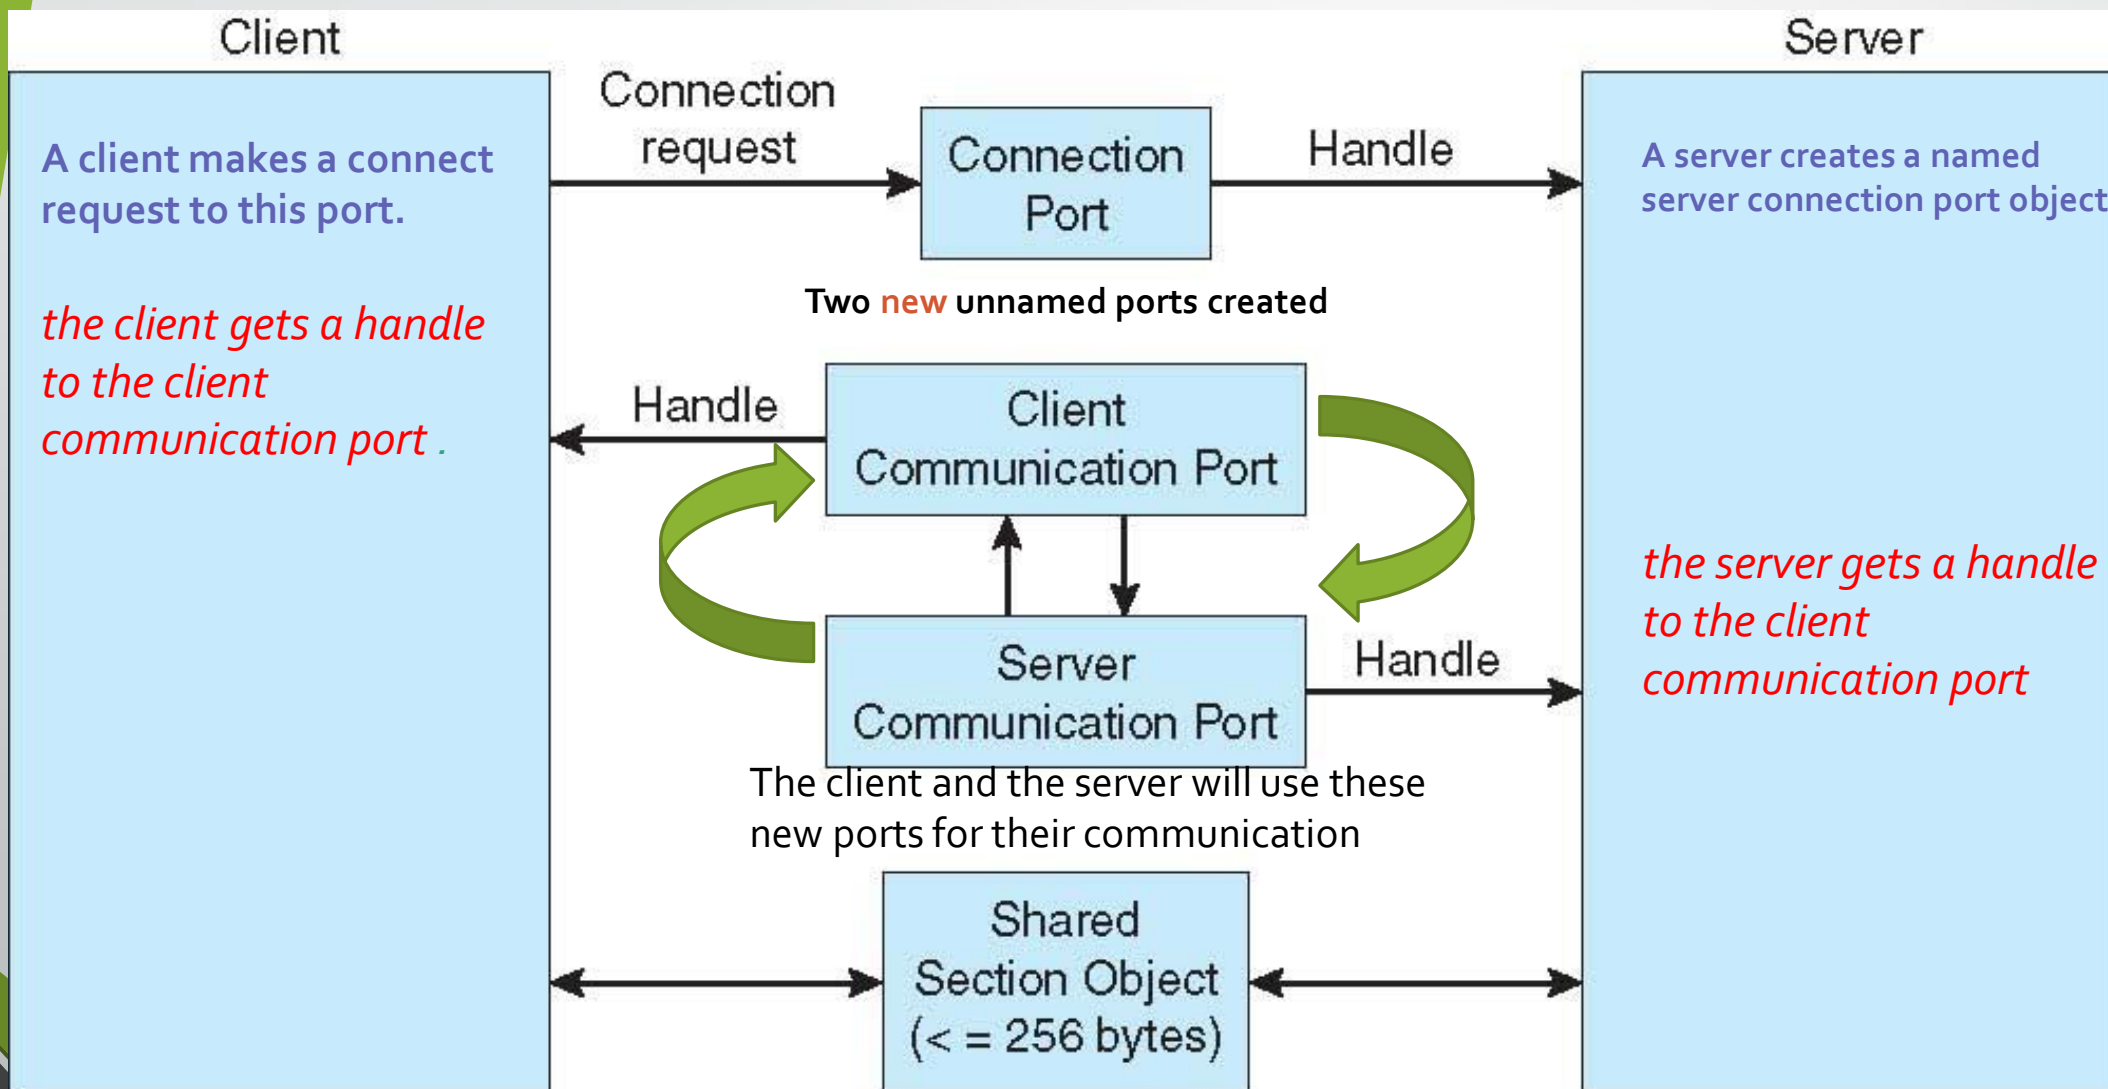 Client
A client makes a connect
request to this port.
the client gets a handle
to the client
communication port .
Connection
request
Connection
Port
Handle
Two new unnamed ports created
Handle
Client
Communication Port
Server
Communication Port
Handle
The client and the server will use these
new ports for their communication
Shared
Section Object
(< = 256 bytes)
Server
A server creates a named
server connection port object
the server gets a handle
to the client
communication port